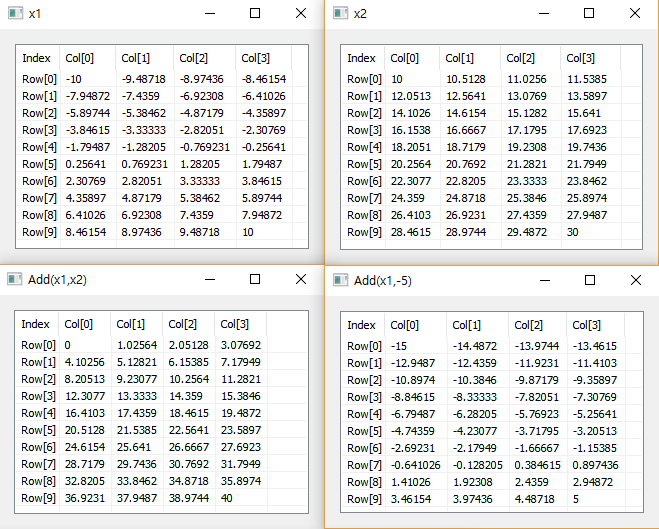 x1
Index Col[0] Col[1] Col[2] Col[3]
Row[0] -10 -9.48718 -8.97436 -8.46154
Row[1] -7.94872 -7.4359 -6.92308 -6.41026
Row[2] -5.89744 -5.38462 -4.87179 -4.35897
Row[3] -3.84615 -3.33333 -2.82051 -2.30769
Row[4] -1.79487 -1.28205 -0.769231 -0.25641
Row[5] 0.25641 0.769231 1.28205 1.79487
Row[6] 2.30769 2.82051 3.33333 3.84615
Row[7] 4.35897 4.87179 5.38462 5.89744
Row[8] 6.41026 6.92308 7.4359 7.94872
Row[9] 8.46154 8.97436 9.48718 10
x2
Index Col[0] Col[1] Col[2] Col[3]
Row[0] 10 10.5128 11.0256 11.5385
Row[1] 12.0513 12.5641 13.0769 13.5897
Row[2] 14.1026 14.6154 15.1282 15.641
Row[3] 16.1538 16.6667 17.1795 17.6923
Row[4] 18.2051 18.7179 19.2308 19.7436
Row[5] 20.2564 20.7692 21.2821 21.7949
Row[6] 22.3077 22.8205 23.3333 23.8462
Row[7] 24.359 24.8718 25.3846 25.8974
Row[8] 26.4103 26.9231 27.4359 27.9487
Row[9] 28.4615 28.9744 29.4872 30
Add(x1,x2)
Index Col[0] Col[1] Col[2] Col[3]
Row[0] 0 1.02564 2.05128 3.07692
Row[1] 4.10256 5.12821 6.15385 7.17949
Row[2] 8.20513 9.23077 10.2564 11.2821
Row[3] 12.3077 13.3333 14.359 15.3846
Row[4] 16.4103 17.4359 18.4615 19.4872
Row[5] 20.5128 21.5385 22.5641 23.5897
Row[6] 24.6154 25.641 26.6667 27.6923
Row[7] 28.7179 29.7436 30.7692 31.7949
Row[8] 32.8205 33.8462 34.8718 35.8974
Row[9] 36.9231 37.9487 38.9744 40
Add(x1,-5)
Index Col[0] Col[1] Col[2] Col[3]
Row[0] -15 -14.4872 -13.9744 -13.4615
Row[1] -12.9487 -12.4359 -11.9231 -11.4103
Row[2] -10.8974 -10.3846 -9.87179 -9.35897
Row[3] -8.84615 -8.33333 -7.82051 -7.30769
Row[4] -6.79487 -6.28205 -5.76923 -5.25641
Row[5] -4.74359 -4.23077 -3.71795 -3.20513
Row[6] -2.69231 -2.17949 -1.66667 -1.15385
Row[7] -0.641026 -0.128205 0.384615 0.897436
Row[8] 1.41026 1.92308 2.4359 2.94872
Row[9] 3.46154 3.97436 4.48718 5